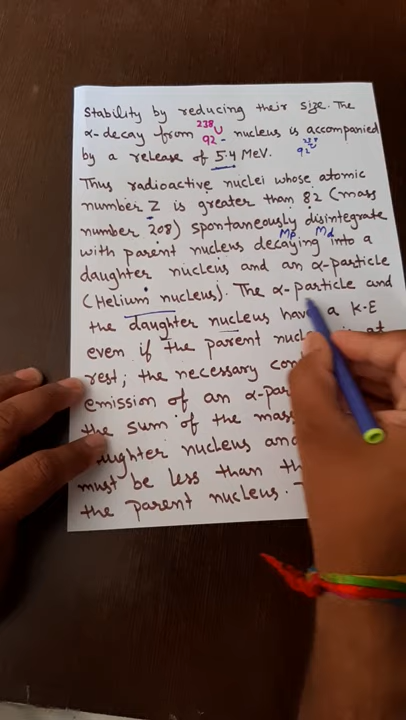 stability by reducing their size. The
α-decay from ²³⁸₉₂U - nucleus is accompanied
by a release of 5.4 MeV.
Thus radioactive nuclei whose atomic
number Z is greater than 82 (mass
number 208) spontaneously disintegrate
Mp Md
with parent nucleus decaying into a
daughter nucleus and an α-particle
(Helium nucleus). The α-particle and
the daughter nucleus have a K-E
even if the parent at
rest; the necessary
emission of an
the sum of the
daughter nucleus
must be less than
the parent nucleus.